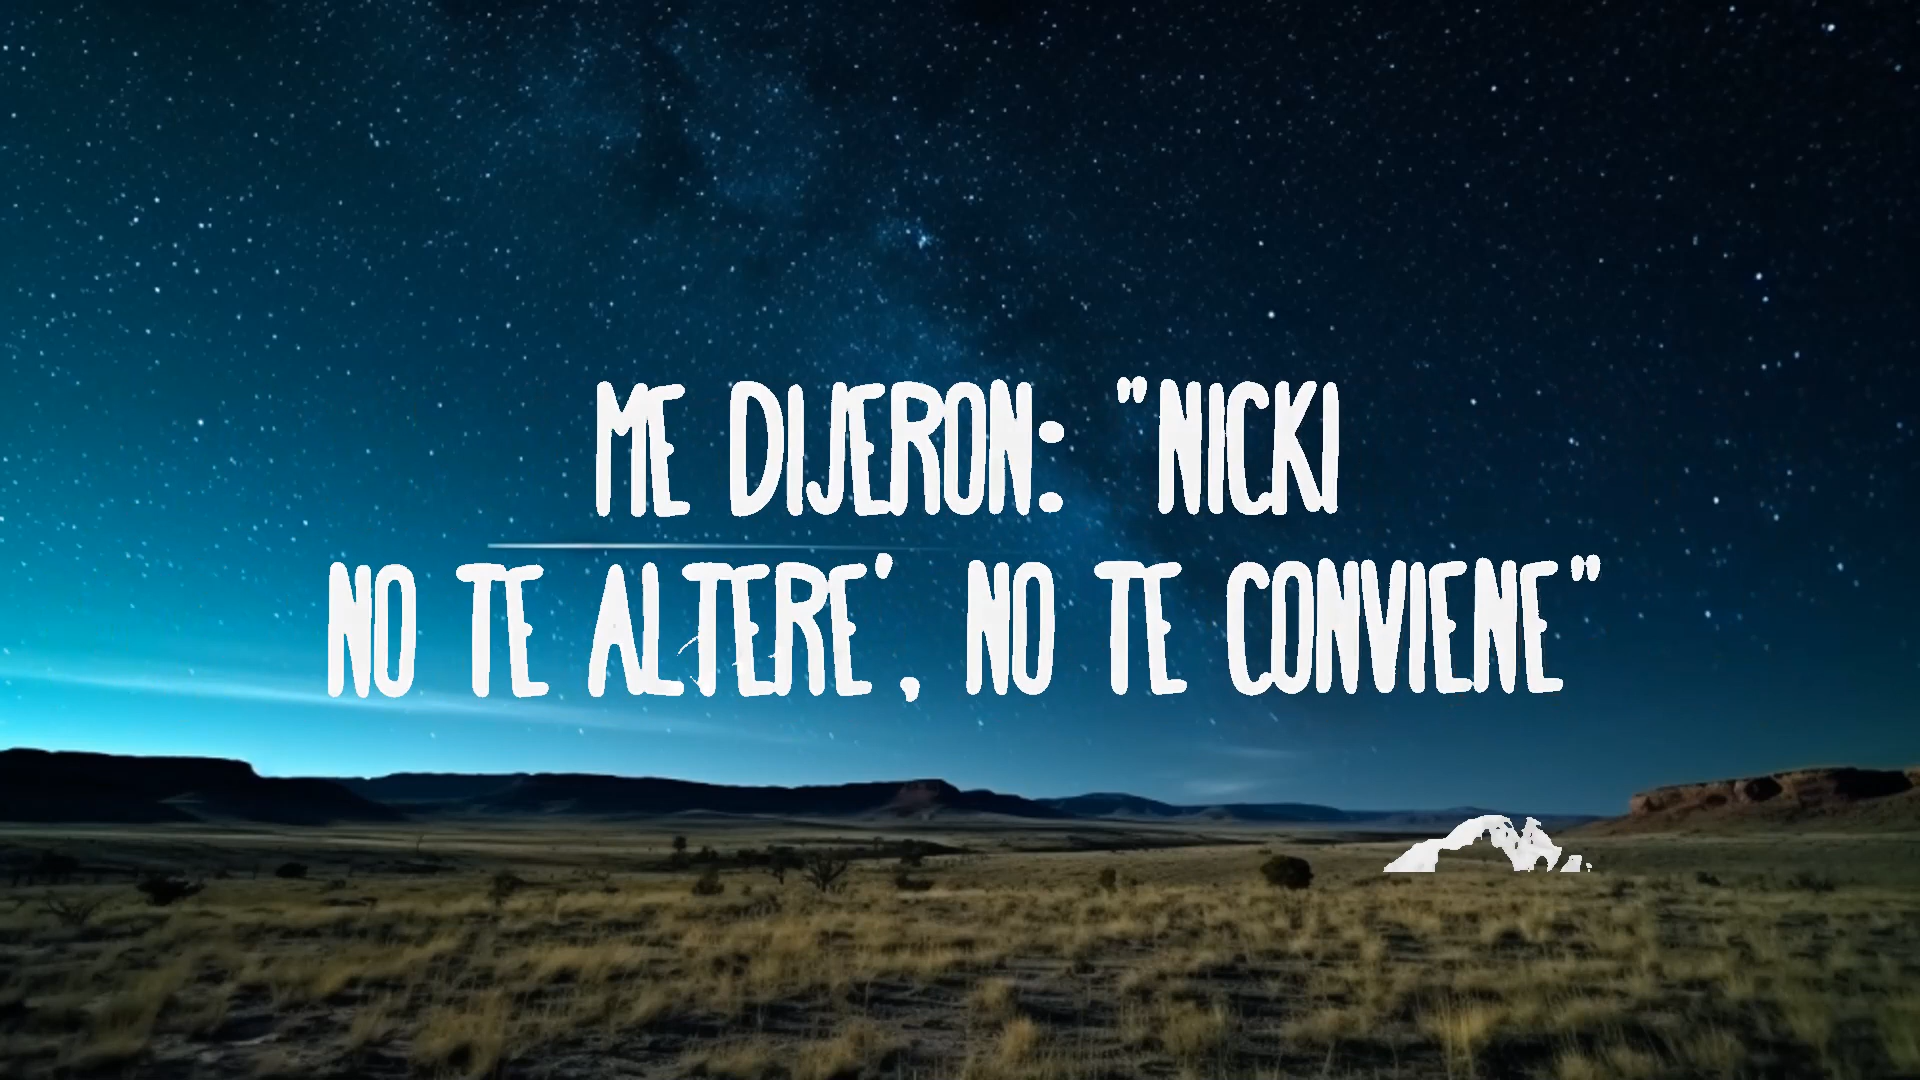 ME DIJERON: "NICKI
NO TE ALTERE', NO TE CONVIENE"